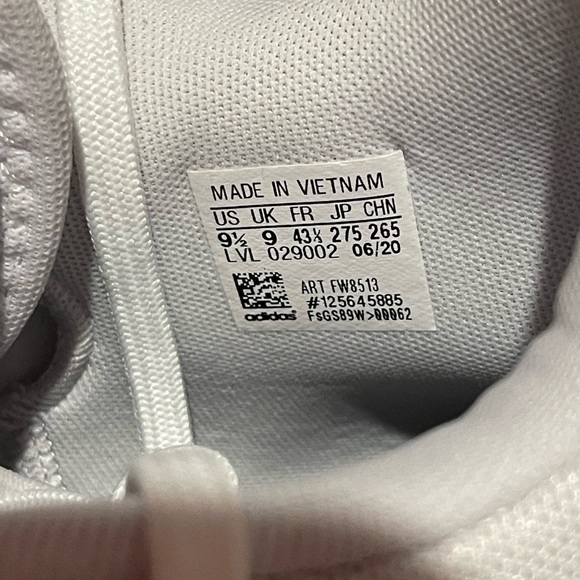 MADE IN VIETNAM
US UK FR JP CHN
9½ 9 43⅓ 275 265
LVL 029002 06/20
ART FW8513
#125645885
adidas FsGS89W>00062